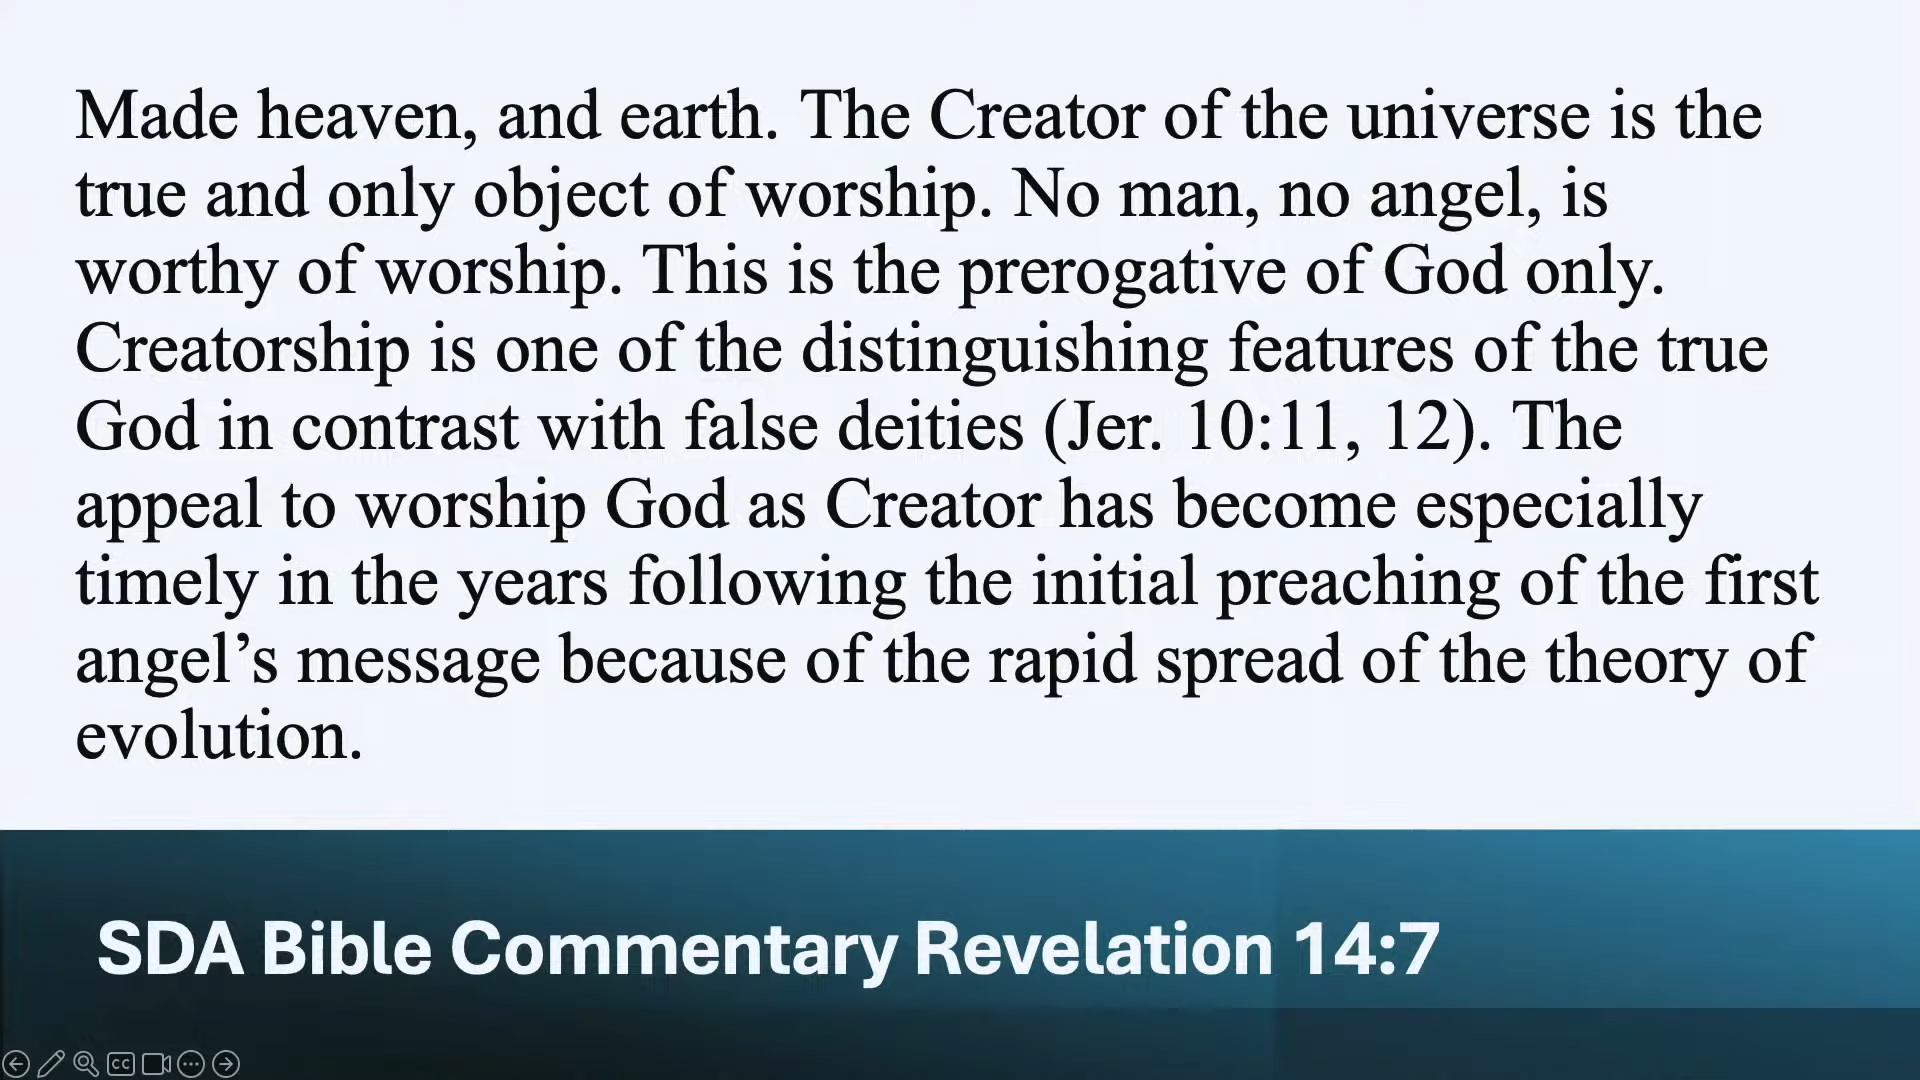 Made heaven, and earth. The Creator of the universe is the
true and only object of worship. No man, no angel, is
worthy of worship. This is the prerogative of God only.
Creatorship is one of the distinguishing features of the true
God in contrast with false deities (Jer. 10:11, 12). The
appeal to worship God as Creator has become especially
timely in the years following the initial preaching of the first
angel’s message because of the rapid spread of the theory of
evolution.
SDA Bible Commentary Revelation 14:7
CC